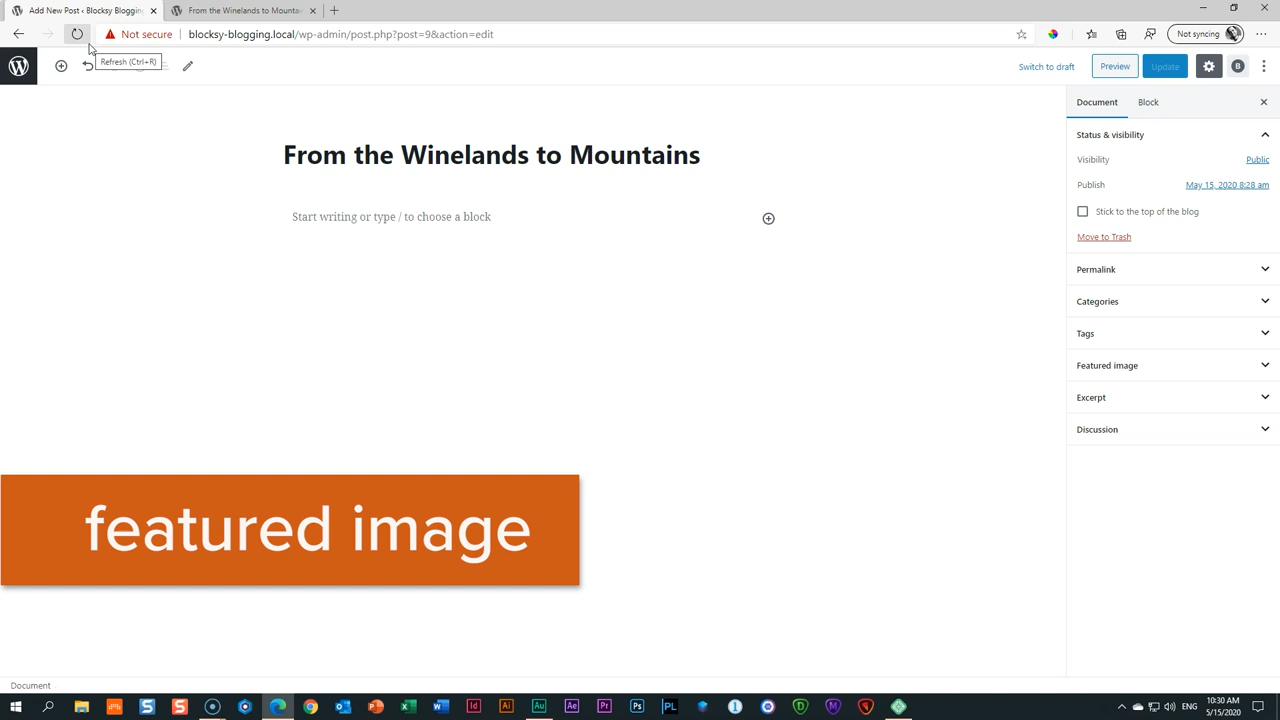 Add New Post ‹ Blocksy Blogging
From the Winelands to Mountai
Not secure
blocksy-blogging.local/wp-admin/post.php?post=9&action=edit
Not syncing
Refresh (Ctrl+R)
Switch to draft
Preview
Update
B
Document
Block
Status & visibility
Visibility
Public
Publish
May 15, 2020 8:28 am
Stick to the top of the blog
Move to Trash
Permalink
Categories
Tags
Featured image
Excerpt
Discussion
From the Winelands to Mountains
Start writing or type / to choose a block
featured image
Document
10:30 AM
ENG
5/15/2020